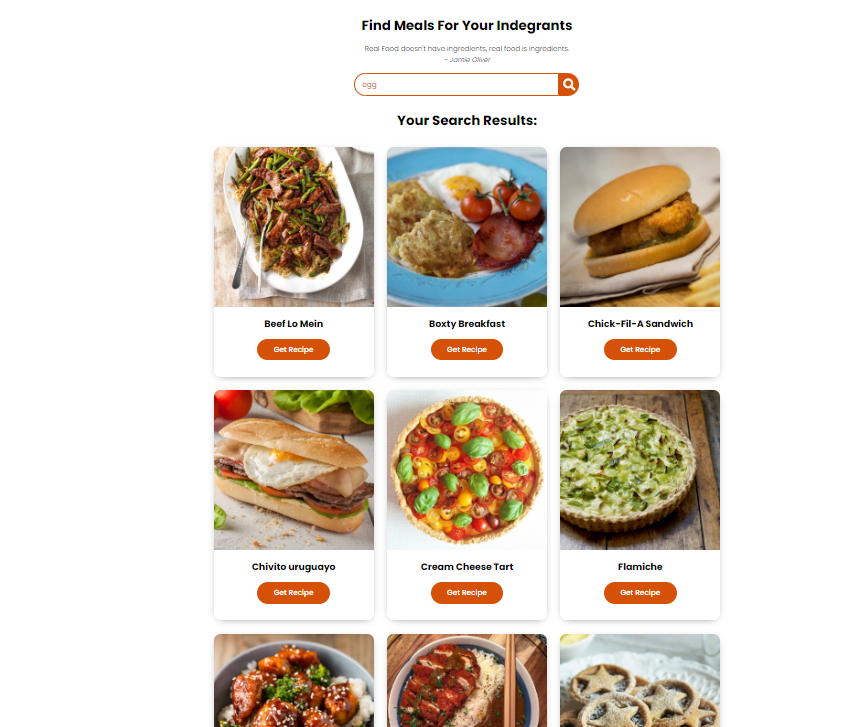 Find Meals For Your Indegrants
Real Food doesn't have ingredients, real food is ingredients.
- Jamie Oliver
egg
Your Search Results:
Beef Lo Mein
Boxty Breakfast
Chick-Fil-A Sandwich
Get Recipe
Get Recipe
Get Recipe
Chivito uruguayo
Cream Cheese Tart
Flamiche
Get Recipe
Get Recipe
Get Recipe